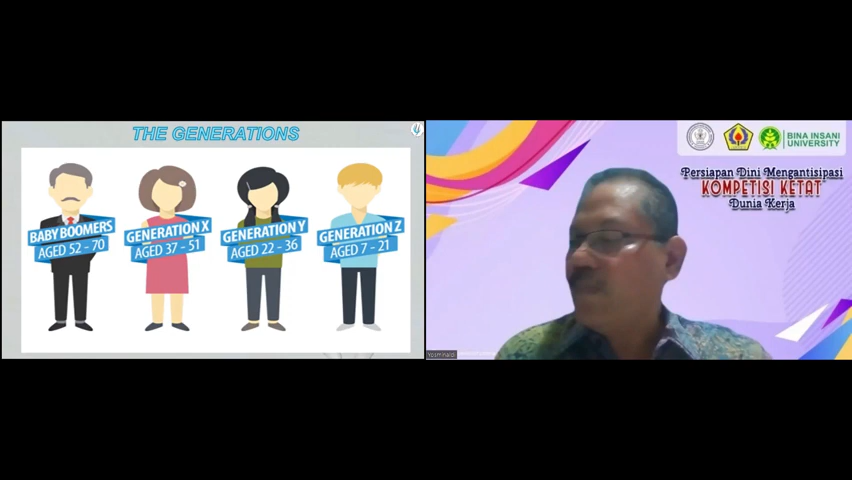 THE GENERATIONS
BABY BOOMERS
AGED 52 - 70
GENERATION X
AGED 37 - 51
GENERATION Y
AGED 22 - 36
GENERATION Z
AGED 7 - 21
BINA INSANI
UNIVERSITY
Persiapan Dini Mengantisipasi
KOMPETISI KETAT
Dunia Kerja